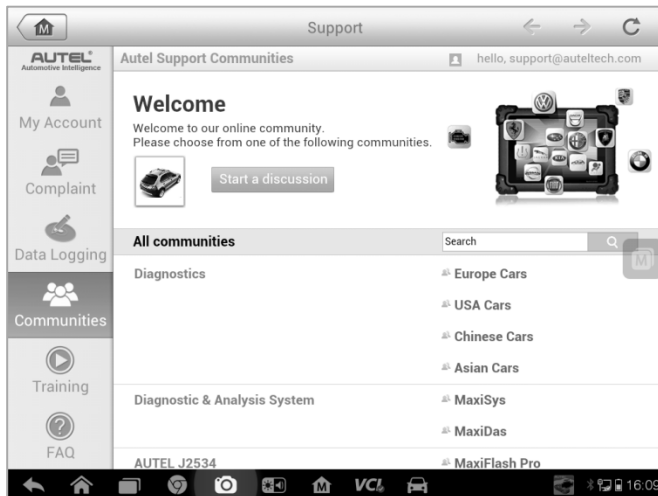 Support
AUTEL®
Automotive Intelligence
Autel Support Communities
hello, support@auteltech.com
My Account
Complaint
Data Logging
Communities
Training
FAQ
Welcome
Welcome to our online community.
Please choose from one of the following communities.
Start a discussion
All communities
Search
Diagnostics
Europe Cars
USA Cars
Chinese Cars
Asian Cars
Diagnostic & Analysis System
MaxiSys
MaxiDas
AUTEL J2534
MaxiFlash Pro
VCI
16:09